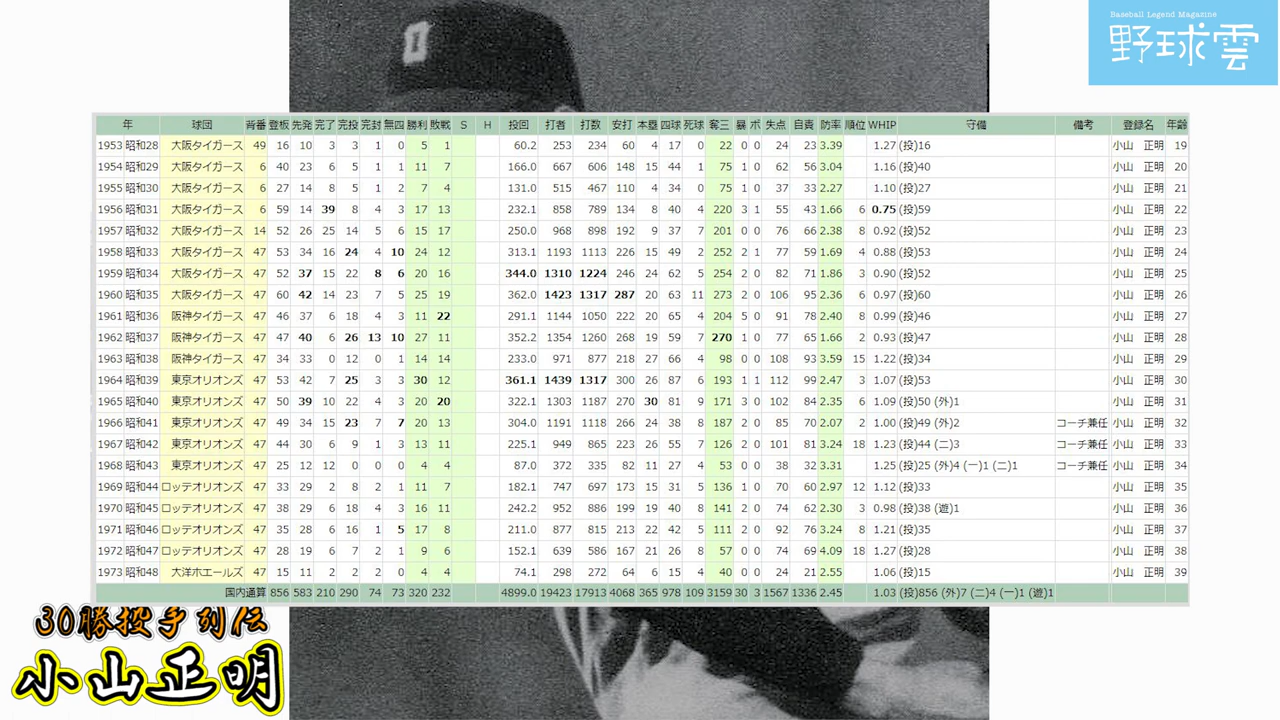 Baseball Legend Magazine
野球雲
年 球団 背番 登板 先発 完了 完投 完封 無四 勝利 敗戦 S H 投回 打者 打数 安打 本塁 四球 死球 奪三 暴 ボ 失点 自責 防率 順位 WHIP 守備 備考 登録名 年齢
1953 昭和28 大阪タイガース 49 16 10 3 3 1 0 5 1 60.2 253 234 60 4 17 0 22 0 0 24 23 3.39 1.27 (投)16 小山 正明 19
1954 昭和29 大阪タイガース 6 40 23 6 5 1 1 11 7 166.0 667 606 148 15 44 1 75 1 0 62 56 3.04 1.16 (投)40 小山 正明 20
1955 昭和30 大阪タイガース 6 27 14 8 5 1 2 7 4 131.0 515 467 110 4 34 0 75 1 0 37 33 2.27 1.10 (投)27 小山 正明 21
1956 昭和31 大阪タイガース 6 59 14 39 8 4 3 17 13 232.1 858 789 134 8 40 4 220 3 1 55 43 1.66 6 0.75 (投)59 小山 正明 22
1957 昭和32 大阪タイガース 14 52 26 25 14 5 6 15 17 250.0 968 898 192 9 37 7 201 0 0 76 66 2.38 8 0.92 (投)52 小山 正明 23
1958 昭和33 大阪タイガース 47 53 34 16 24 4 10 24 12 313.1 1193 1113 226 15 49 2 252 2 1 77 59 1.69 4 0.88 (投)53 小山 正明 24
1959 昭和34 大阪タイガース 47 52 37 15 22 8 6 20 16 344.0 1310 1224 246 24 62 5 254 2 0 82 71 1.86 3 0.90 (投)52 小山 正明 25
1960 昭和35 大阪タイガース 47 60 42 14 23 7 5 25 19 362.0 1423 1317 287 20 63 11 273 2 0 106 95 2.36 6 0.97 (投)60 小山 正明 26
1961 昭和36 阪神タイガース 47 46 37 6 18 4 3 11 22 291.1 1144 1050 222 20 65 4 204 5 0 91 78 2.40 8 0.99 (投)46 小山 正明 27
1962 昭和37 阪神タイガース 47 47 40 6 26 13 10 27 11 352.2 1354 1260 268 19 59 7 270 1 0 77 65 1.66 2 0.93 (投)47 小山 正明 28
1963 昭和38 阪神タイガース 47 34 33 0 12 0 1 14 14 233.0 971 877 218 27 66 4 98 0 0 108 93 3.59 15 1.22 (投)34 小山 正明 29
1964 昭和39 東京オリオンズ 47 53 42 7 25 3 3 30 12 361.1 1439 1317 300 26 87 6 193 1 1 112 99 2.47 3 1.07 (投)53 小山 正明 30
1965 昭和40 東京オリオンズ 47 50 39 10 22 4 3 20 20 322.1 1303 1187 270 30 81 9 171 3 0 102 84 2.35 6 1.09 (投)50 (外)1 小山 正明 31
1966 昭和41 東京オリオンズ 47 49 34 15 23 7 7 20 13 304.0 1191 1118 266 24 38 8 187 2 0 85 70 2.07 2 1.00 (投)49 (外)2 コーチ兼任 小山 正明 32
1967 昭和42 東京オリオンズ 47 44 30 6 9 1 3 13 11 225.1 949 865 223 26 55 7 126 2 0 101 81 3.24 18 1.23 (投)44 (二)3 コーチ兼任 小山 正明 33
1968 昭和43 東京オリオンズ 47 25 12 12 0 0 0 4 4 87.0 372 335 82 11 27 4 53 0 0 38 32 3.31 1.25 (投)25 (外)4 (一)1 (二)1 コーチ兼任 小山 正明 34
1969 昭和44 ロッテオリオンズ 47 33 29 2 8 2 1 11 7 182.1 747 697 173 15 31 5 136 1 0 70 60 2.97 12 1.12 (投)33 小山 正明 35
1970 昭和45 ロッテオリオンズ 47 38 29 6 18 4 3 16 11 242.2 952 886 199 19 40 8 141 2 0 74 62 2.30 3 0.98 (投)38 (遊)1 小山 正明 36
1971 昭和46 ロッテオリオンズ 47 35 28 6 16 1 5 17 8 211.0 877 815 213 22 42 5 111 2 0 92 76 3.24 8 1.21 (投)35 小山 正明 37
1972 昭和47 ロッテオリオンズ 47 28 19 6 7 2 1 9 6 152.1 639 586 167 21 26 8 57 0 0 74 69 4.09 18 1.27 (投)28 小山 正明 38
1973 昭和48 大洋ホエールズ 47 15 11 2 2 2 0 4 4 74.1 298 272 64 6 15 4 40 0 0 24 21 2.55 1.06 (投)15 小山 正明 39
国内通算 856 583 210 290 74 73 320 232 4899.0 19423 17913 4068 365 978 109 3159 30 3 1567 1336 2.45 1.03 (投)856 (外)7 (二)4 (一)1 (遊)1
30勝投手列伝
小山正明